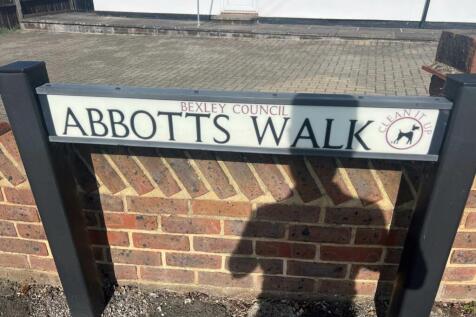 BEXLEY COUNCIL
ABBOTTS WALK
CLEAN IT UP